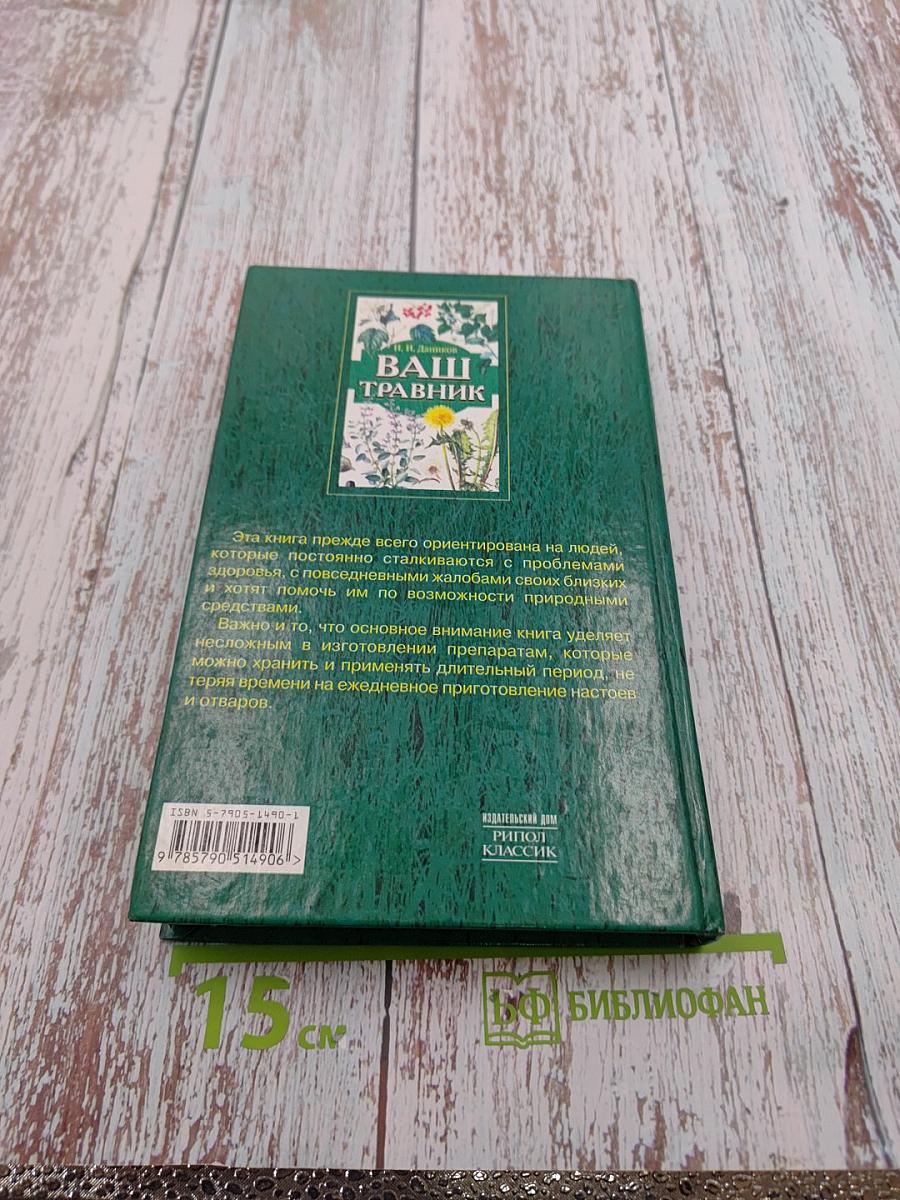 Н. И. Даников
ВАШ
ТРАВНИК
Эта книга прежде всего ориентирована на людей,
которые постоянно сталкиваются с проблемами
здоровья, с повседневными жалобами своих близких
и хотят помочь им по возможности природными
средствами.
Важно и то, что основное внимание книга уделяет
несложным в изготовлении препаратам, которые
можно хранить и применять длительный период, не
теряя времени на ежедневное приготовление настоев
и отваров.
ISBN 5-7905-1490-1
9 785790 514906 >
ИЗДАТЕЛЬСКИЙ ДОМ
РИПОЛ
КЛАССИК
15 см
БФ БИБЛИОФАН